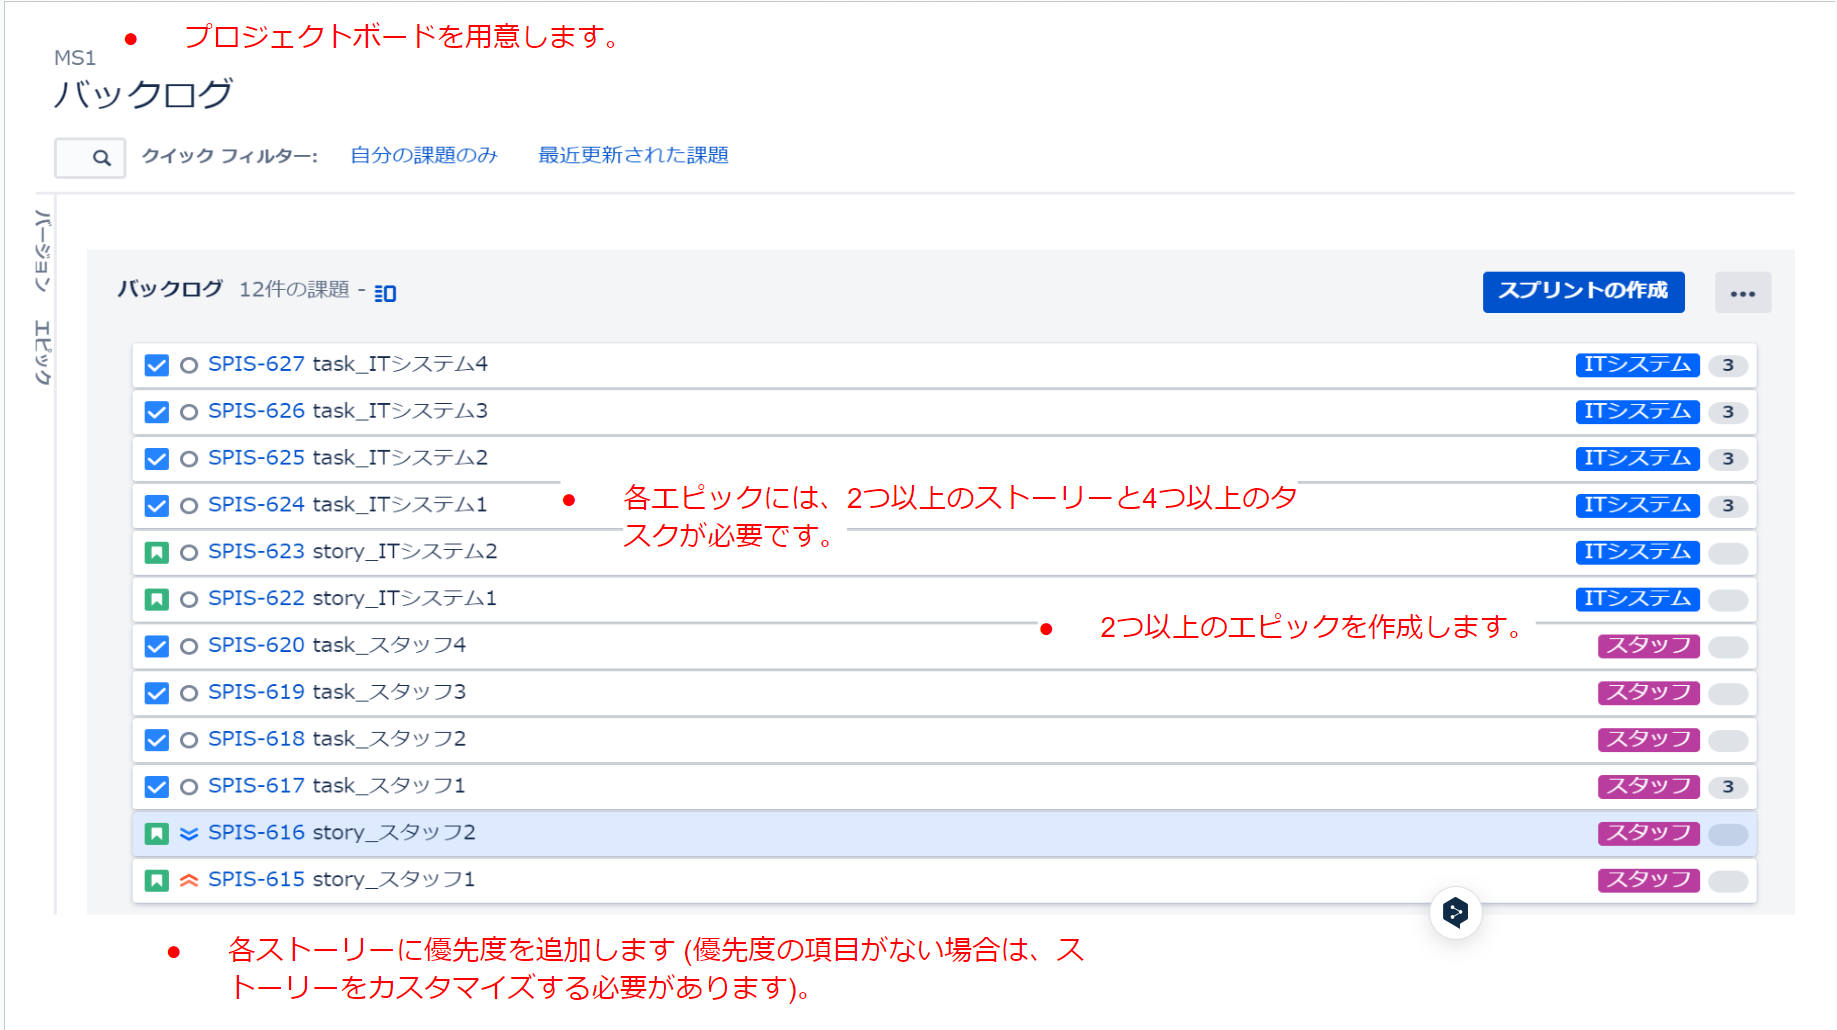 ● プロジェクトボードを用意します。
MS1
バックログ
クイック フィルター: 自分の課題のみ 最近更新された課題
バージョン
エピック
バックログ 12件の課題 -
スプリントの作成
SPIS-627 task_ITシステム4 ITシステム 3
SPIS-626 task_ITシステム3 ITシステム 3
SPIS-625 task_ITシステム2 ITシステム 3
SPIS-624 task_ITシステム1 ITシステム 3
● 各エピックには、2つ以上のストーリーと4つ以上のタ
スクが必要です。
SPIS-623 story_ITシステム2 ITシステム
SPIS-622 story_ITシステム1 ITシステム
● 2つ以上のエピックを作成します。
SPIS-620 task_スタッフ4 スタッフ
SPIS-619 task_スタッフ3 スタッフ
SPIS-618 task_スタッフ2 スタッフ
SPIS-617 task_スタッフ1 スタッフ 3
SPIS-616 story_スタッフ2 スタッフ
SPIS-615 story_スタッフ1 スタッフ
● 各ストーリーに優先度を追加します (優先度の項目がない場合は、ス
トーリーをカスタマイズする必要があります)。